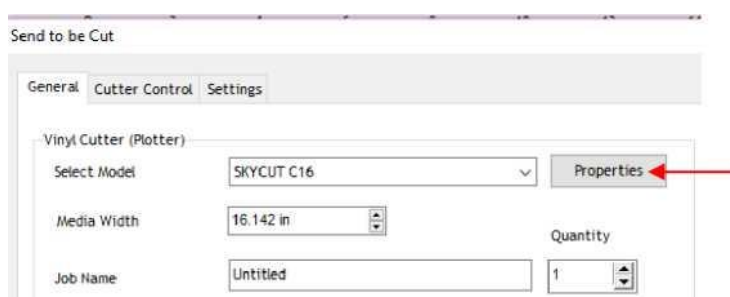 Send to be Cut
General Cutter Control Settings
Vinyl Cutter (Plotter)
Select Model SKYCUT C16 Properties
Media Width 16.142 in
Quantity
Job Name Untitled 1